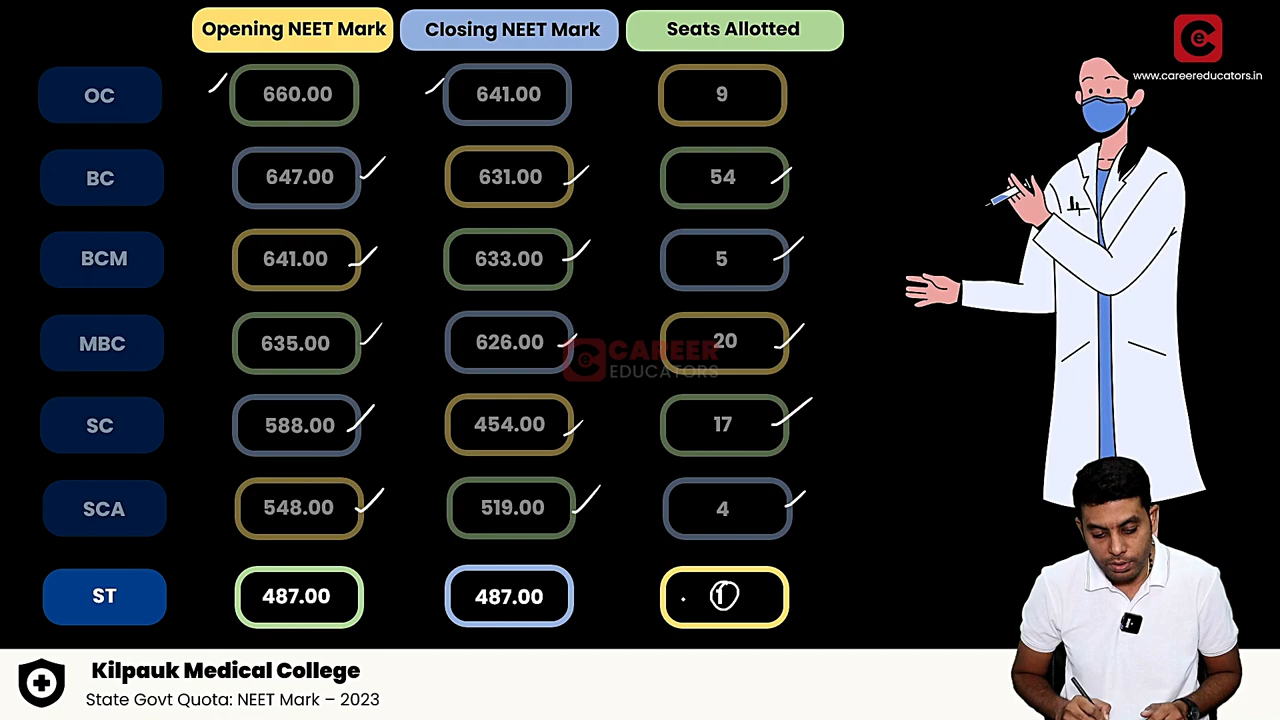 Opening NEET Mark Closing NEET Mark Seats Allotted
www.careereducators.in
OC 660.00 641.00 9
BC 647.00 631.00 54
BCM 641.00 633.00 5
MBC 635.00 626.00 20
CAREER
EDUCATORS
SC 588.00 454.00 17
SCA 548.00 519.00 4
ST 487.00 487.00 1
Kilpauk Medical College
State Govt Quota: NEET Mark – 2023